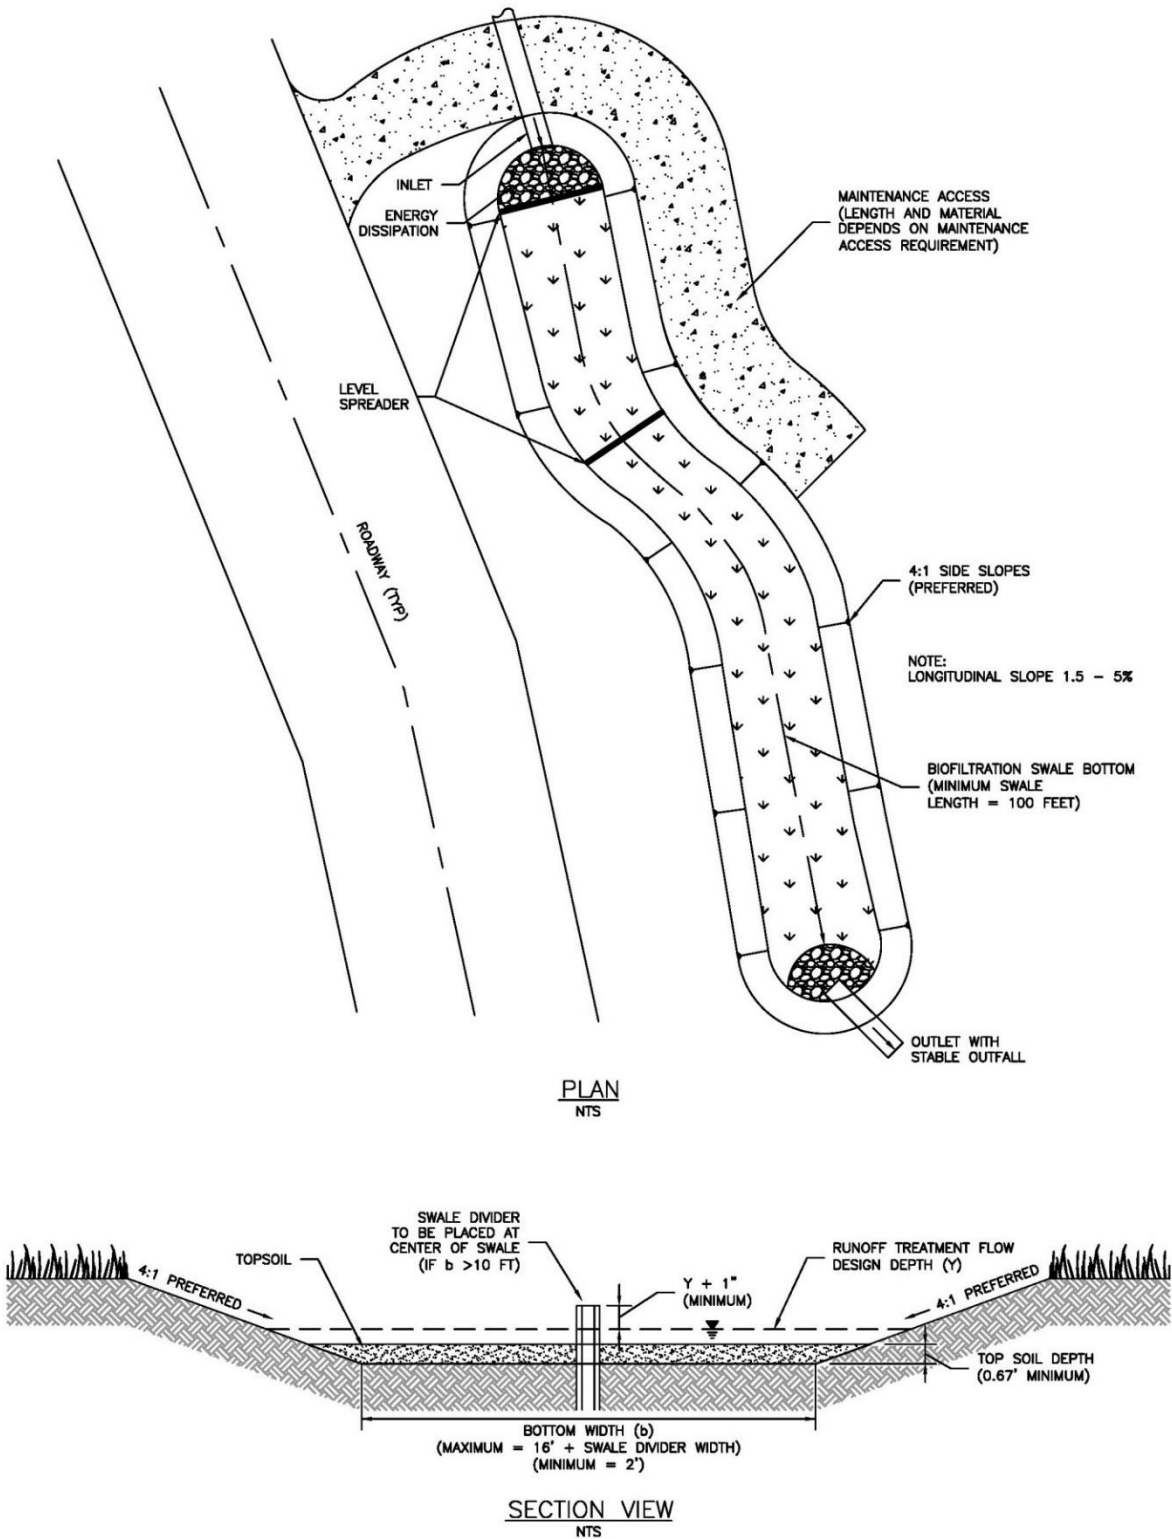 INLET
ENERGY
DISSIPATION
MAINTENANCE ACCESS
(LENGTH AND MATERIAL
DEPENDS ON MAINTENANCE
ACCESS REQUIREMENT)
LEVEL
SPREADER
ROADWAY (TYP)
4:1 SIDE SLOPES
(PREFERRED)
NOTE:
LONGITUDINAL SLOPE 1.5 - 5%
BIOFILTRATION SWALE BOTTOM
(MINIMUM SWALE
LENGTH = 100 FEET)
OUTLET WITH
STABLE OUTFALL
PLAN
NTS
SWALE DIVIDER
TO BE PLACED AT
CENTER OF SWALE
(IF b >10 FT)
TOPSOIL
4:1 PREFERRED
Y + 1"
(MINIMUM)
RUNOFF TREATMENT FLOW
DESIGN DEPTH (Y)
4:1 PREFERRED
TOP SOIL DEPTH
(0.67' MINIMUM)
BOTTOM WIDTH (b)
(MAXIMUM = 16' + SWALE DIVIDER WIDTH)
(MINIMUM = 2')
SECTION VIEW
NTS